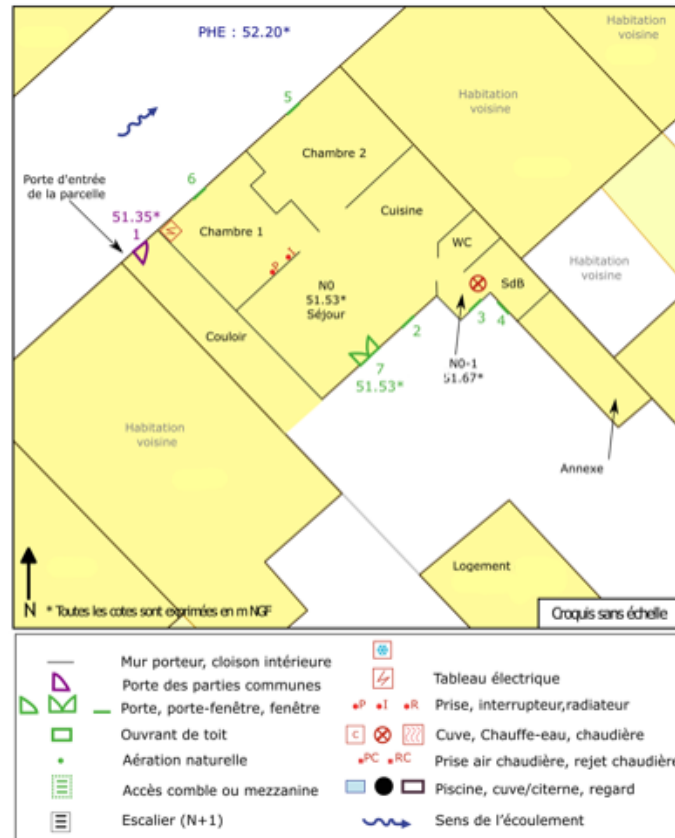 Habitation
voisine
PHE : 52.20*
Habitation
voisine
5
Chambre 2
Porte d'entrée
de la parcelle
6
Cuisine
51.35*
1
Chambre 1
WC
P
I
N0
51.53*
Séjour
SdB
Habitation
voisine
Couloir
2
3
4
7
51.53*
N0-1
51.67*
Habitation
voisine
Annexe
Logement
N
* Toutes les cotes sont exprimées en m NGF
Croquis sans échelle
Mur porteur, cloison intérieure
Porte des parties communes
Tableau électrique
Porte, porte-fenêtre, fenêtre
P
I
R
Prise, interrupteur,radiateur
Ouvrant de toit
C
Cuve, Chauffe-eau, chaudière
Aération naturelle
PC
RC
Prise air chaudière, rejet chaudière
Accès comble ou mezzanine
Piscine, cuve/citerne, regard
Escalier (N+1)
Sens de l'écoulement